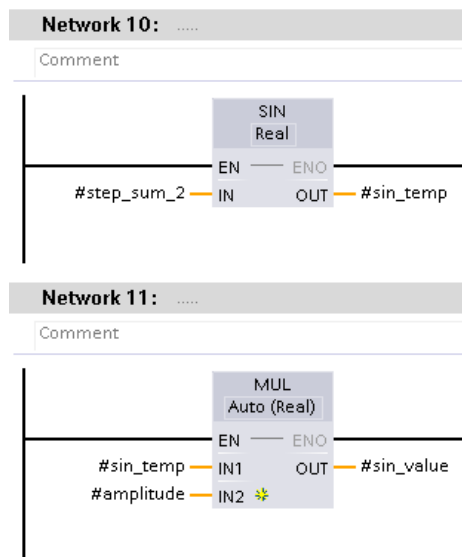 Network 10: .....
Comment
SIN
Real
EN ENO
#step_sum_2 IN OUT #sin_temp
Network 11: .....
Comment
MUL
Auto (Real)
EN ENO
#sin_temp IN1 OUT #sin_value
#amplitude IN2